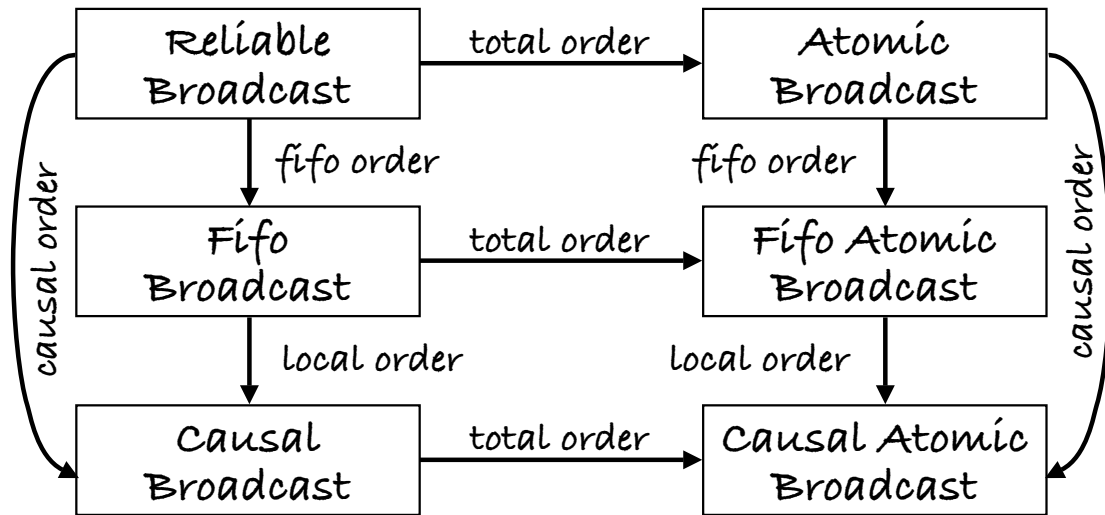 Reliable
Broadcast
total order
Atomic
Broadcast
fifo order
fifo order
causal order
causal order
Fifo
Broadcast
total order
Fifo Atomic
Broadcast
local order
local order
Causal
Broadcast
total order
Causal Atomic
Broadcast